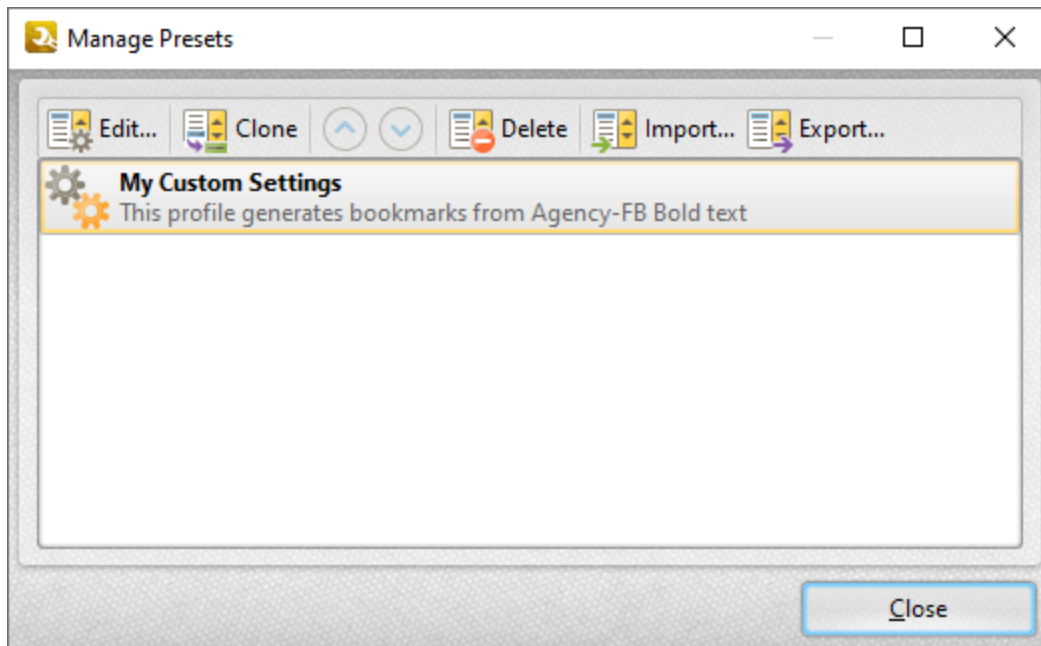 Manage Presets
Edit... Clone Delete Import... Export...
My Custom Settings
This profile generates bookmarks from Agency-FB Bold text
Close